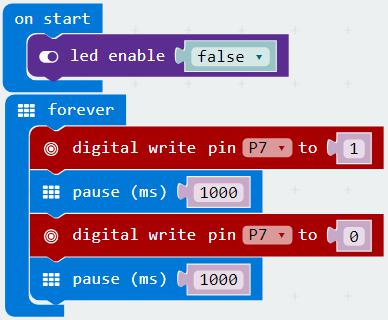 on start
led enable false
forever
digital write pin P7 to 1
pause (ms) 1000
digital write pin P7 to 0
pause (ms) 1000